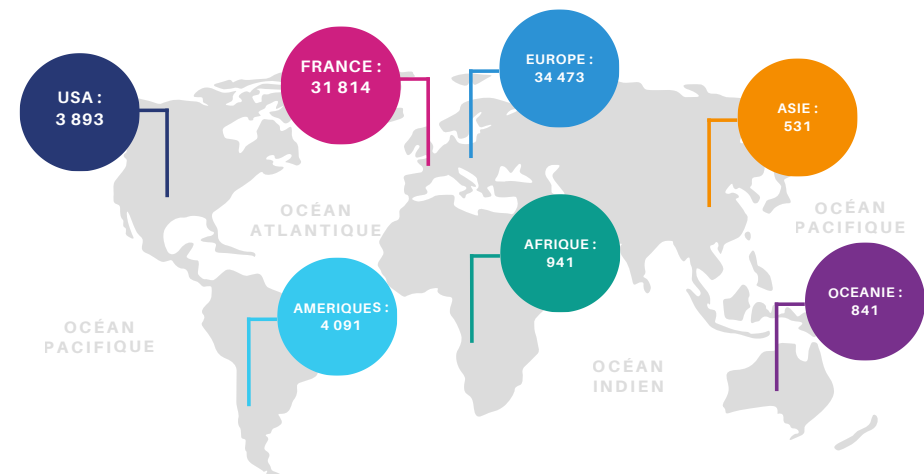 USA :
3 893
FRANCE :
31 814
EUROPE :
34 473
ASIE :
531
OCÉAN
ATLANTIQUE
OCÉAN
PACIFIQUE
AFRIQUE :
941
AMERIQUES :
4 091
OCEANIE :
841
OCÉAN
PACIFIQUE
OCÉAN
INDIEN